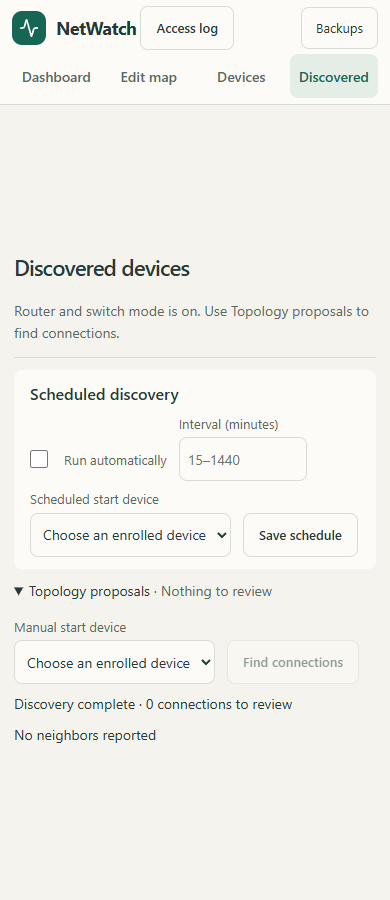 NetWatch
Access log
Backups
Dashboard
Edit map
Devices
Discovered
Discovered devices
Router and switch mode is on. Use Topology proposals to
find connections.
Scheduled discovery
Interval (minutes)
Run automatically
15–1440
Scheduled start device
Choose an enrolled device
Save schedule
Topology proposals · Nothing to review
Manual start device
Choose an enrolled device
Find connections
Discovery complete · 0 connections to review
No neighbors reported